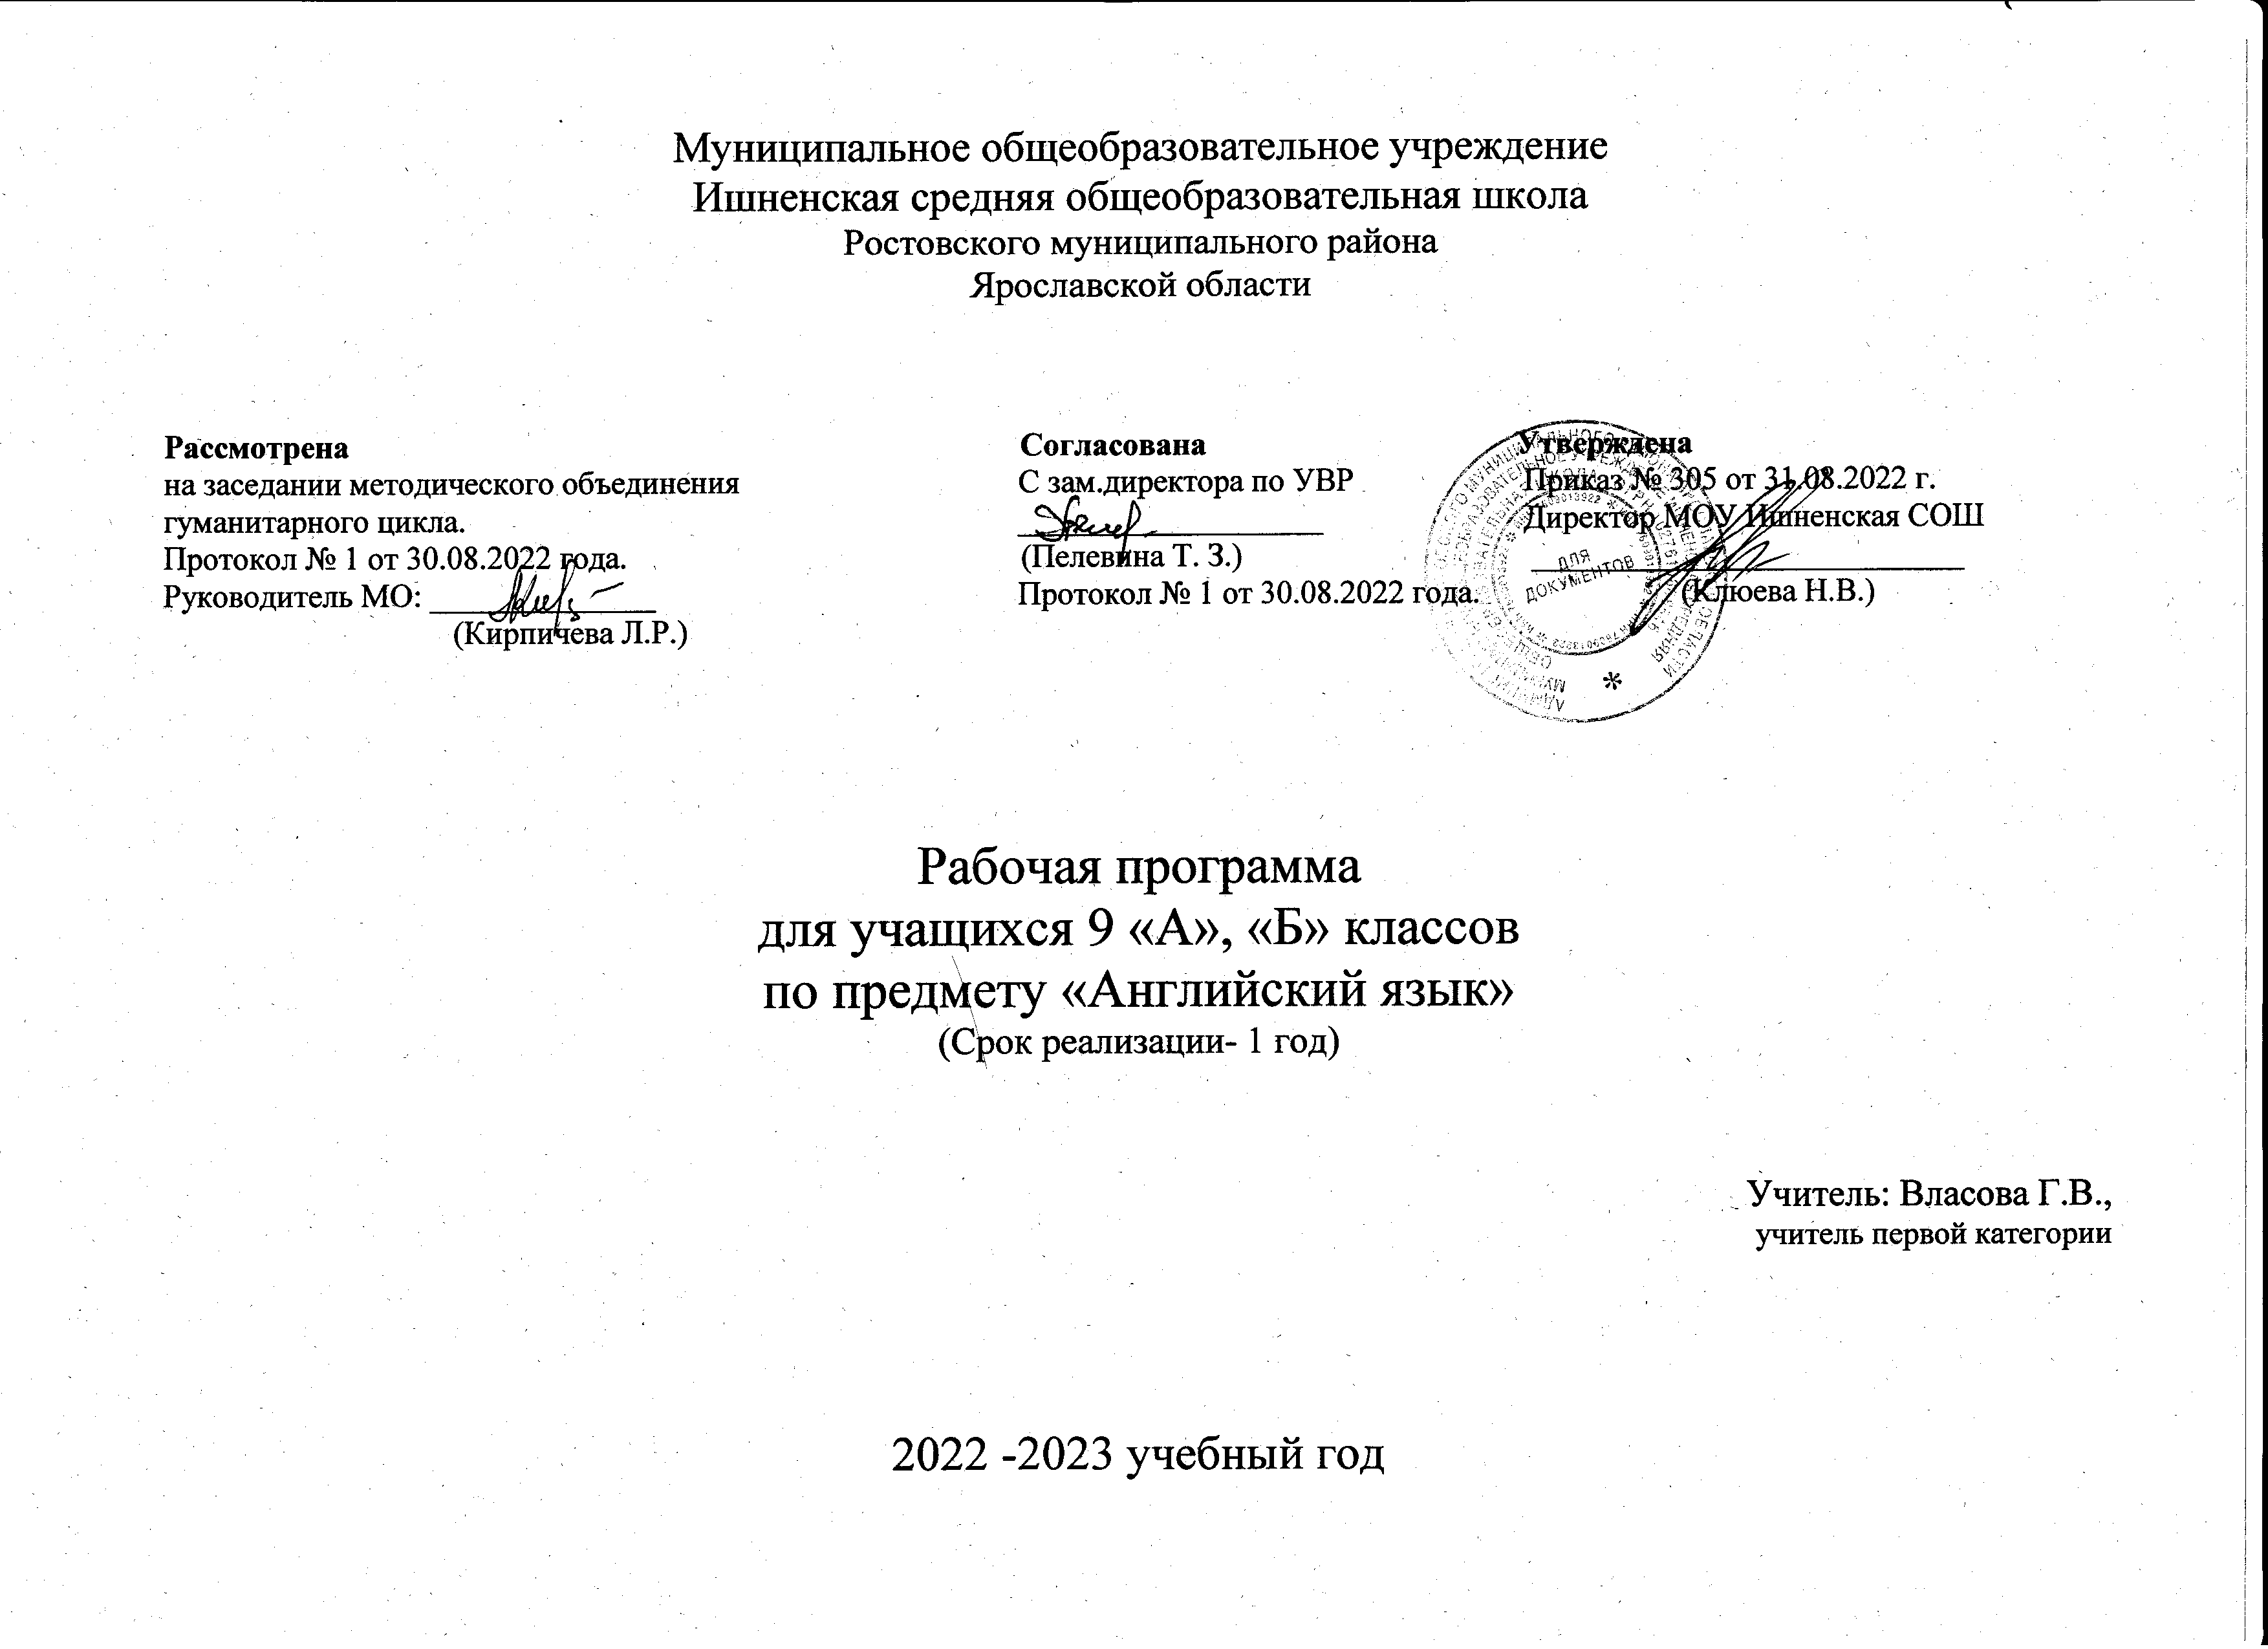 Муниципальное общеобразовательное учреждение
Ишненская средняя общеобразовательная школа
Ростовского муниципального района
Ярославской области
Рассмотрена
на заседании методического объединения
гуманитарного цикла.
Протокол № 1 от 30.08.2022 года.
Руководитель МО: _______________
(Кирпичева Л.Р.)
Согласована
С зам.директора по УВР
____________________
(Пелевина Т. З.)
Протокол № 1 от 30.08.2022 года.
Утверждена
Приказ № 305 от 31.08.2022 г.
Директор МОУ Ишненская СОШ
____________________________
(Клюева Н.В.)
ДЛЯ
ДОКУМЕНТОВ
Рабочая программа
для учащихся 9 «А», «Б» классов
по предмету «Английский язык»
(Срок реализации- 1 год)
Учитель: Власова Г.В.,
учитель первой категории
2022 -2023 учебный год